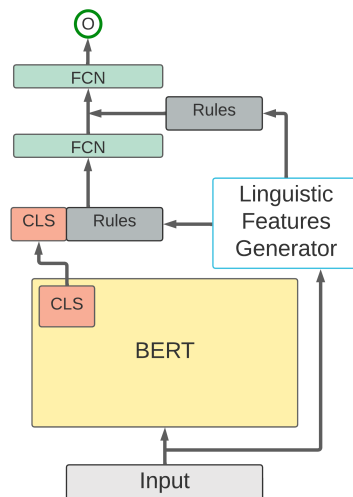 O
FCN
Rules
FCN
CLS Rules
Linguistic
Features
Generator
CLS
BERT
Input